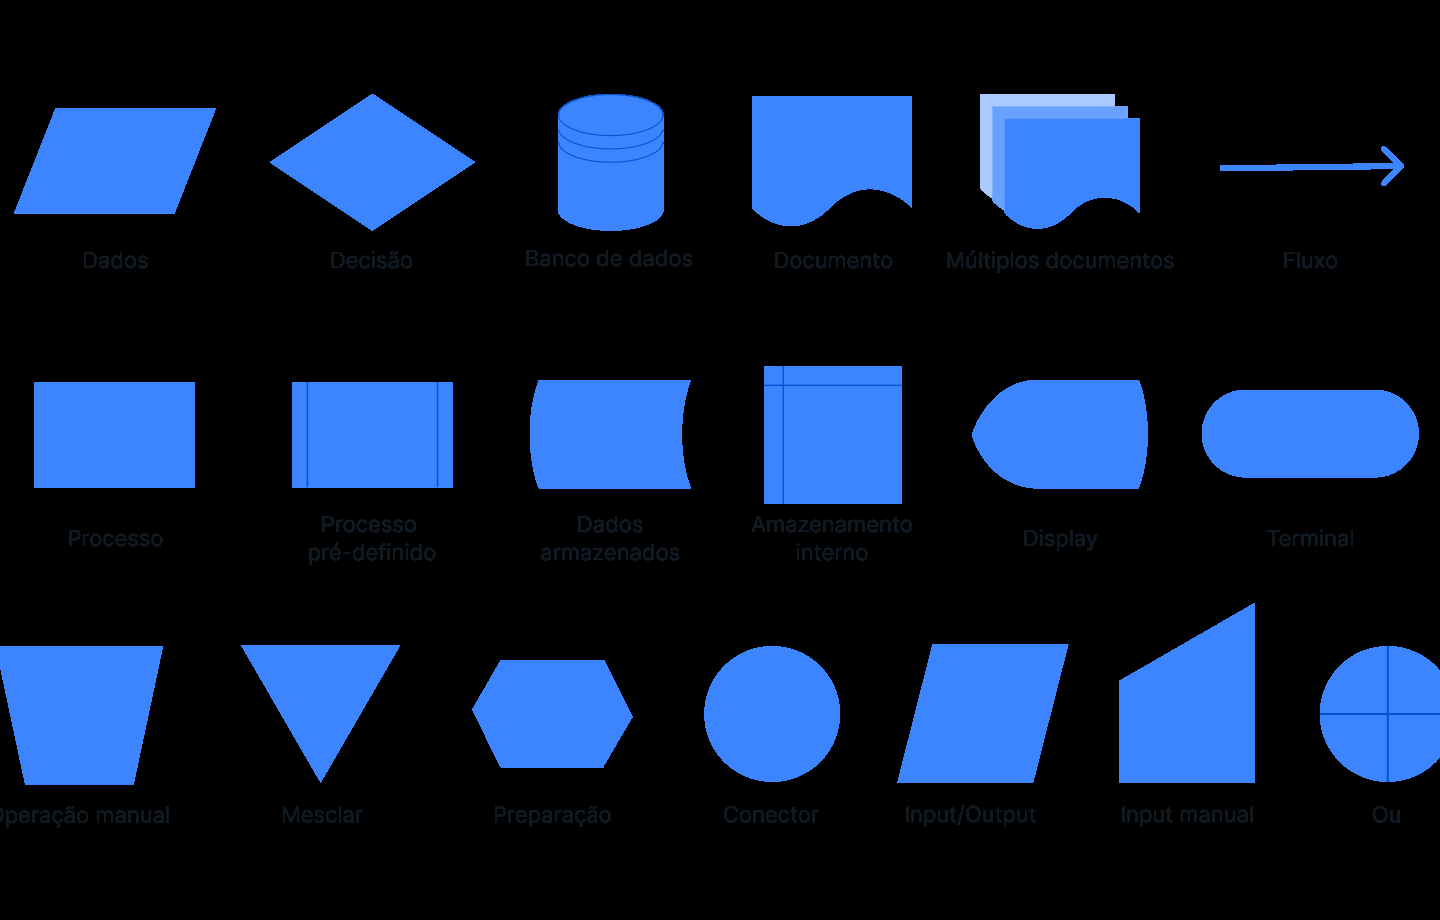 Dados
Decisão
Banco de dados
Documento
Múltiplos documentos
Fluxo
Processo
Processo
pré-definido
Dados
armazenados
Amazenamento
interno
Display
Terminal
Operação manual
Mesclar
Preparação
Conector
Input/Output
Input manual
Ou